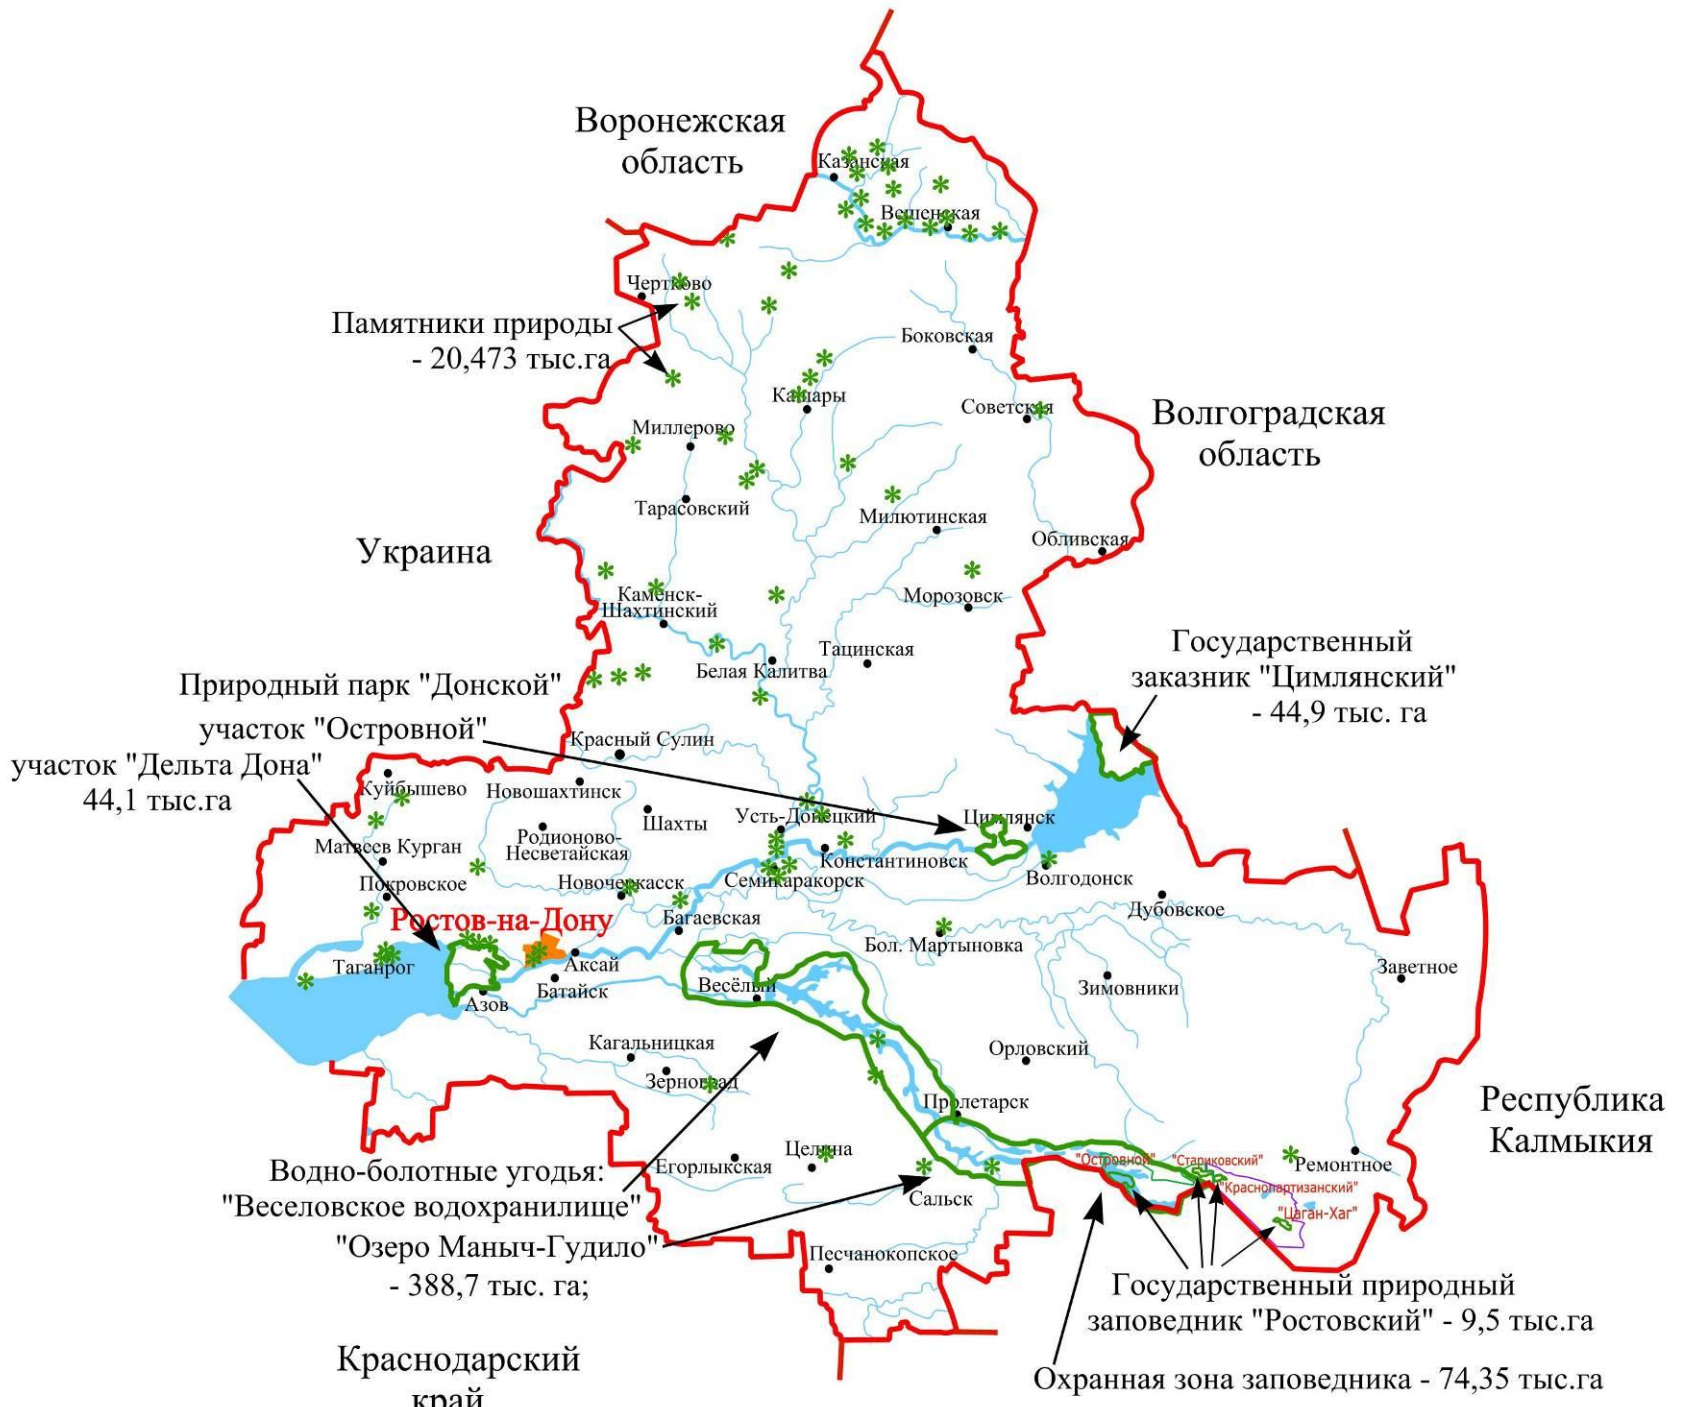 Воронежская
область
Казанская
Вешенская
Чертково
Памятники природы
- 20,473 тыс.га
Боковская
Кашары
Советская
Волгоградская
область
Миллерово
Тарасовский
Милютинская
Обливская
Украина
Каменск-
Шахтинский
Морозовск
Тацинская
Белая Калитва
Государственный
заказник "Цимлянский"
- 44,9 тыс. га
Природный парк "Донской"
участок "Островной"
участок "Дельта Дона"
44,1 тыс.га
Красный Сулин
Куйбышево
Новошахтинск
Шахты
Усть-Донецкий
Цимлянск
Родионово-
Несветайская
Матвеев Курган
Константиновск
Семикаракорск
Волгодонск
Покровское
Новочеркасск
Ростов-на-Дону
Багаевская
Дубовское
Бол. Мартыновка
Таганрог
Аксай
Заветное
Батайск
Азов
Весёлый
Зимовники
Кагальницкая
Зерноград
Орловский
Пролетарск
Республика
Калмыкия
Целина
Егорлыкская
Водно-болотные угодья:
"Веселовское водохранилище"
"Озеро Маныч-Гудило"
- 388,7 тыс. га;
Сальск
"Островной"
"Стариковский"
Ремонтное
"Краснопартизанский"
"Цаган-Хаг"
Песчанокопское
Государственный природный
заповедник "Ростовский" - 9,5 тыс.га
Охранная зона заповедника - 74,35 тыс.га
Краснодарский
край